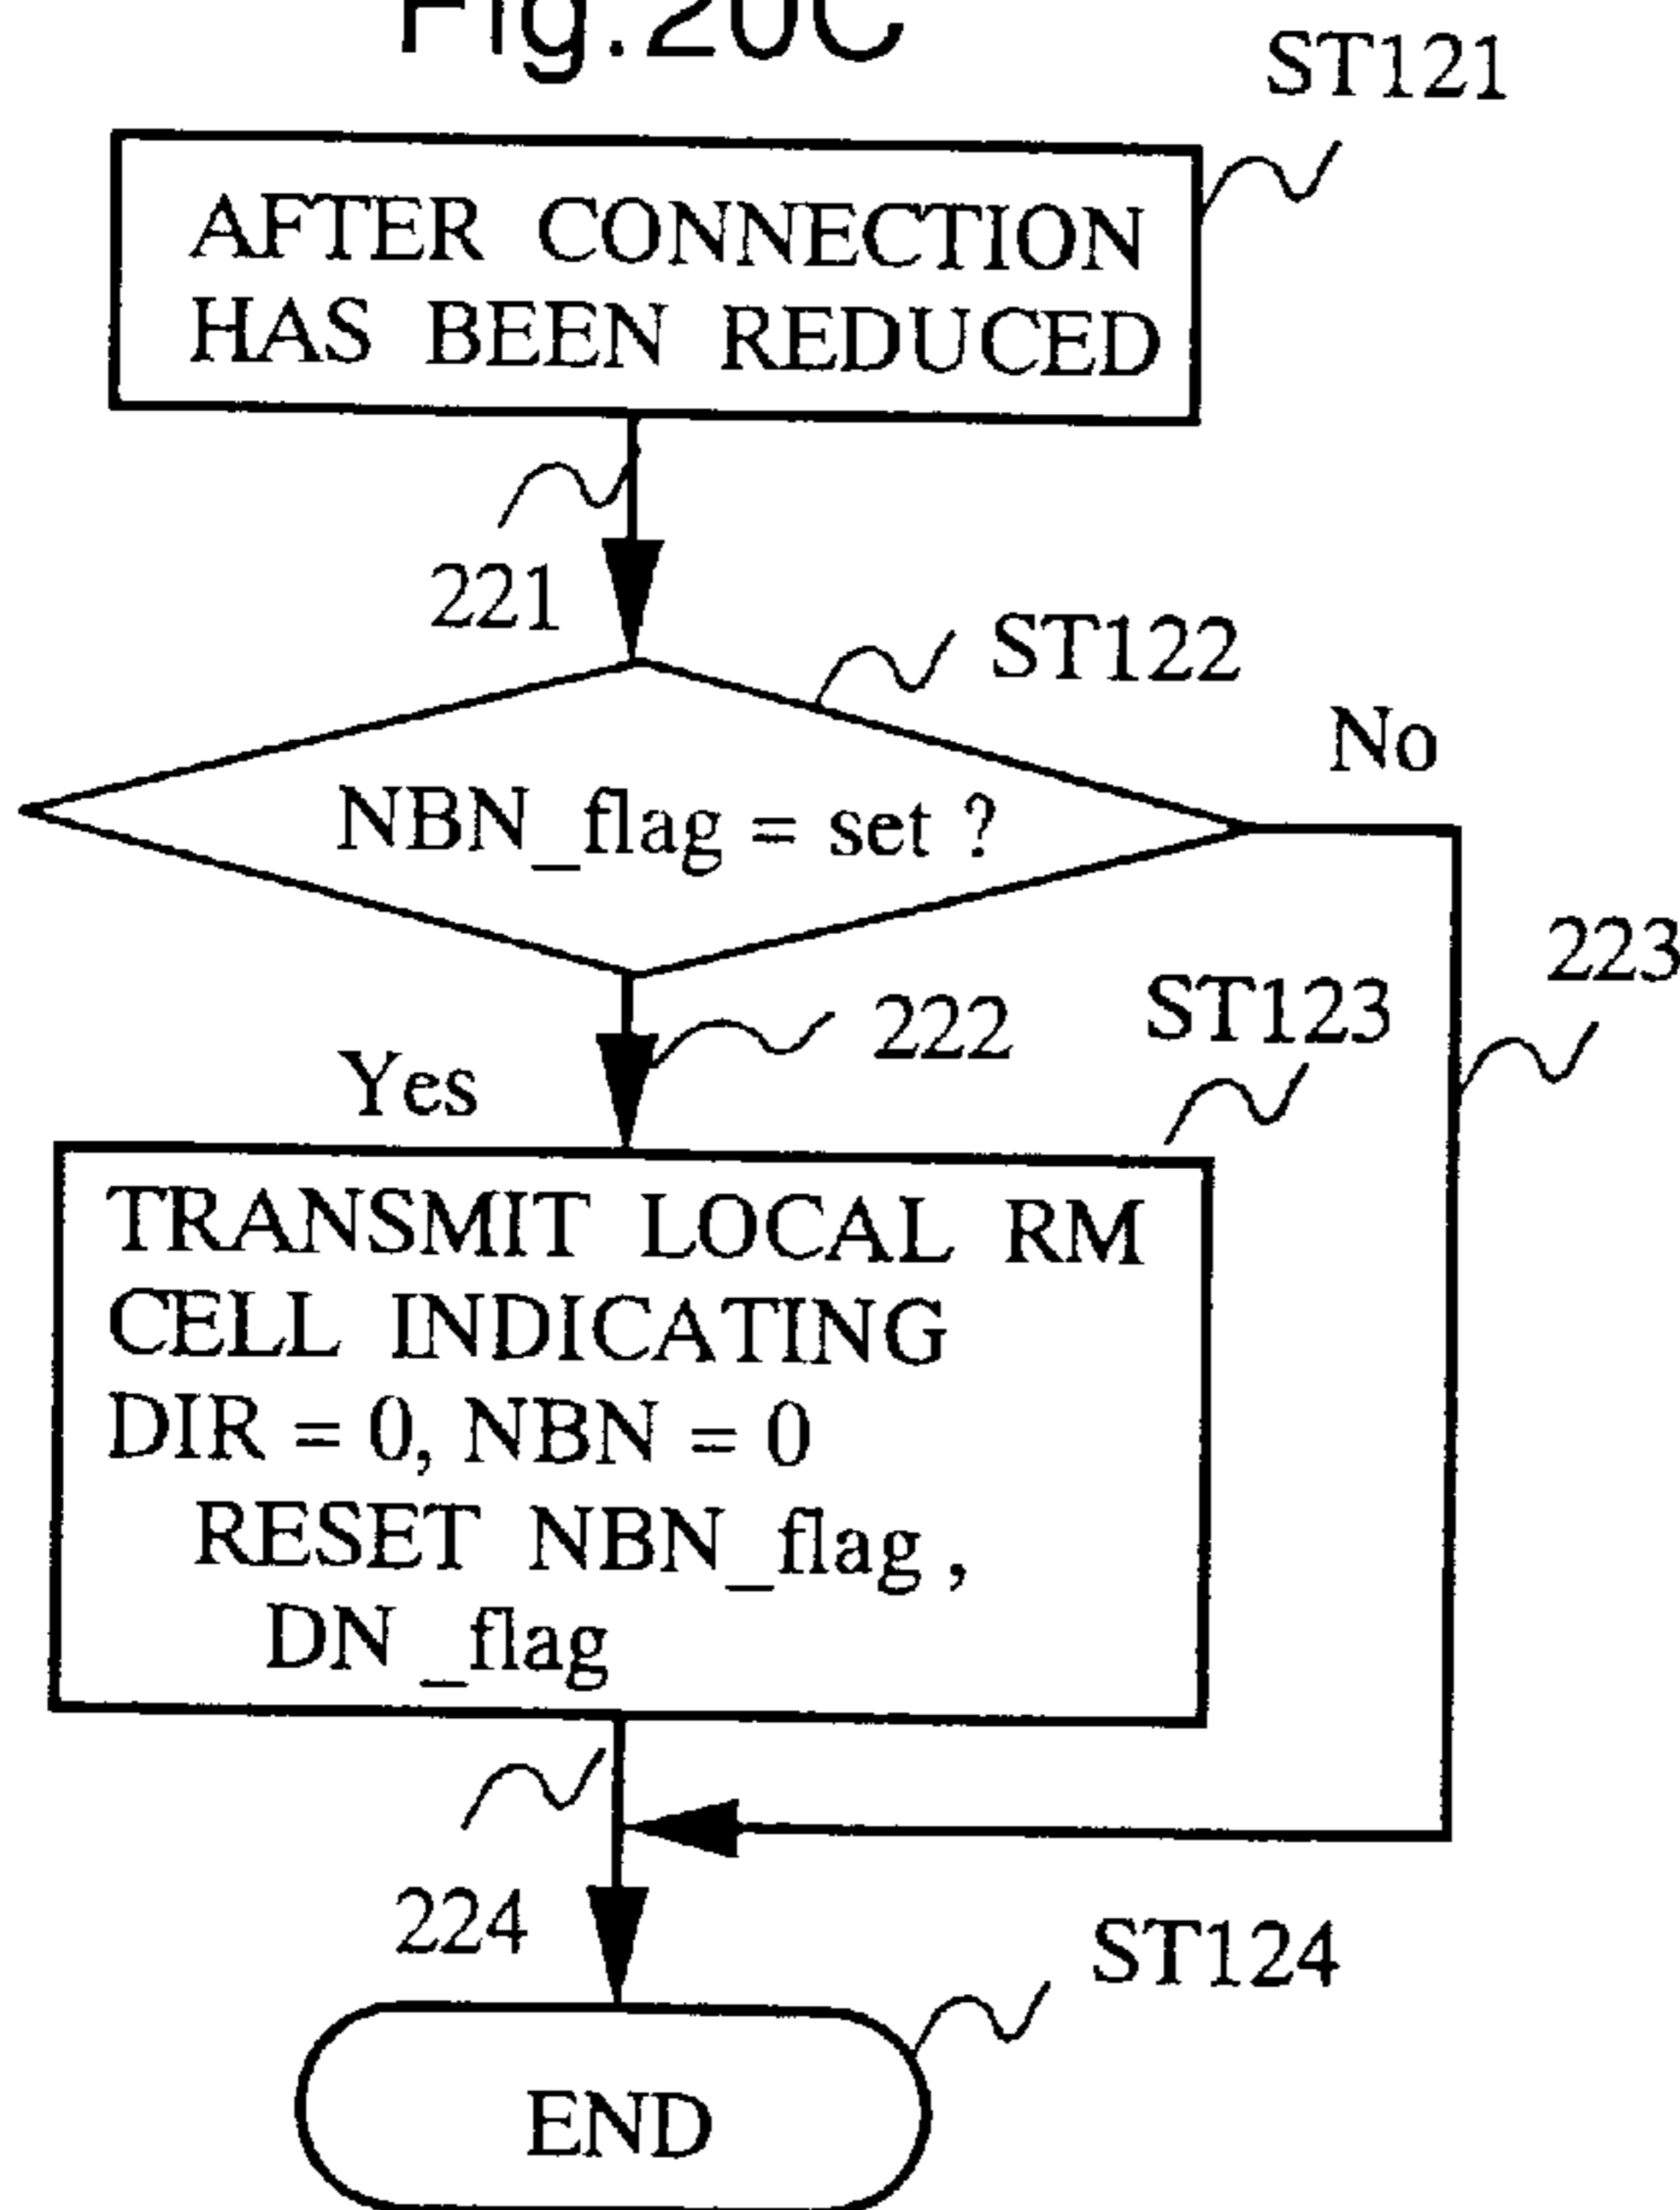 Fig.20C
ST121
AFTER CONNECTION
HAS BEEN REDUCED
221
ST122
No
NBN_flag = set ?
223
ST123
222
Yes
TRANSMIT LOCAL RM
CELL INDICATING
DIR = 0, NBN = 0
RESET NBN_flag ,
DN _flag
224
ST124
END